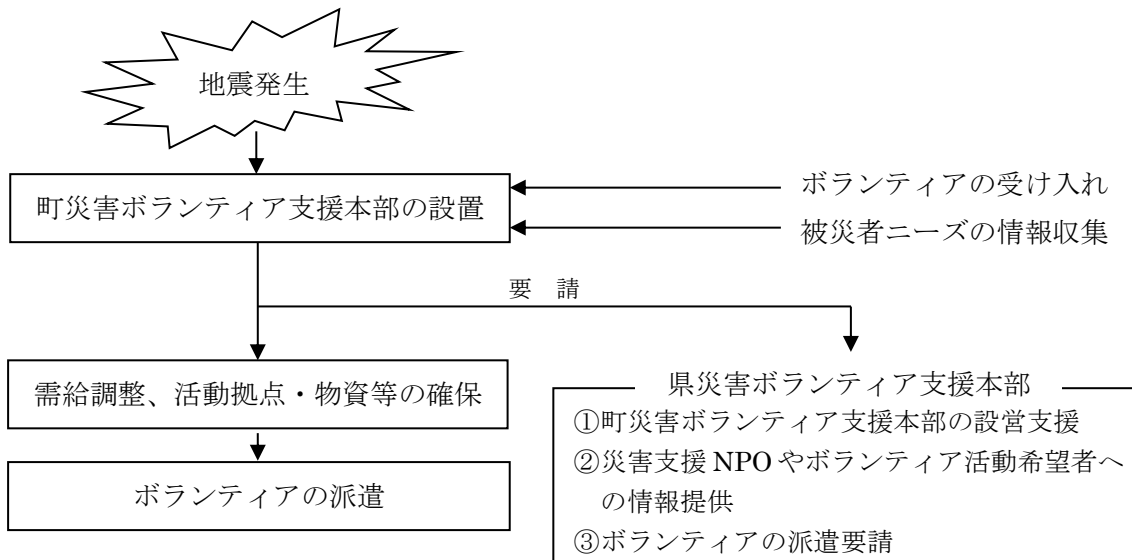 地震発生
町災害ボランティア支援本部の設置
ボランティアの受け入れ
被災者ニーズの情報収集
要　請
需給調整、活動拠点・物資等の確保
ボランティアの派遣
県災害ボランティア支援本部
①町災害ボランティア支援本部の設営支援
②災害支援 NPO やボランティア活動希望者へ
の情報提供
③ボランティアの派遣要請